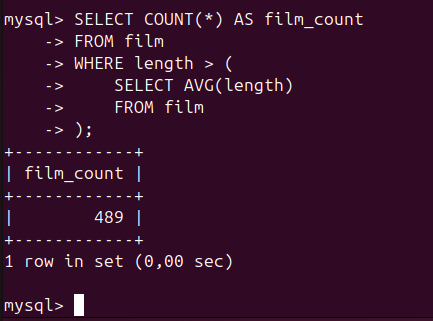 mysql> SELECT COUNT(*) AS film_count
    -> FROM film
    -> WHERE length > (
    ->     SELECT AVG(length)
    ->     FROM film
    -> );
+------------+
| film_count |
+------------+
|        489 |
+------------+
1 row in set (0,00 sec)

mysql>